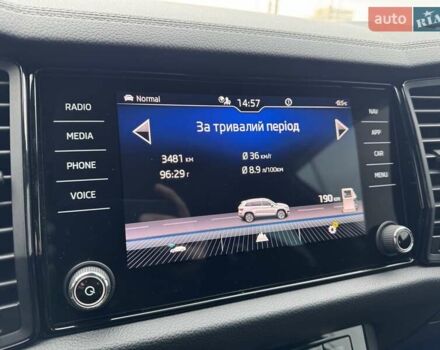 auto RIA
Normal 14:57
RADIO
MEDIA
PHONE
VOICE
NAV
APP
CAR
MENU
За тривалий період
3481 км Ø 36 км/г
96:29 г Ø 8.9 л/100км
190 км